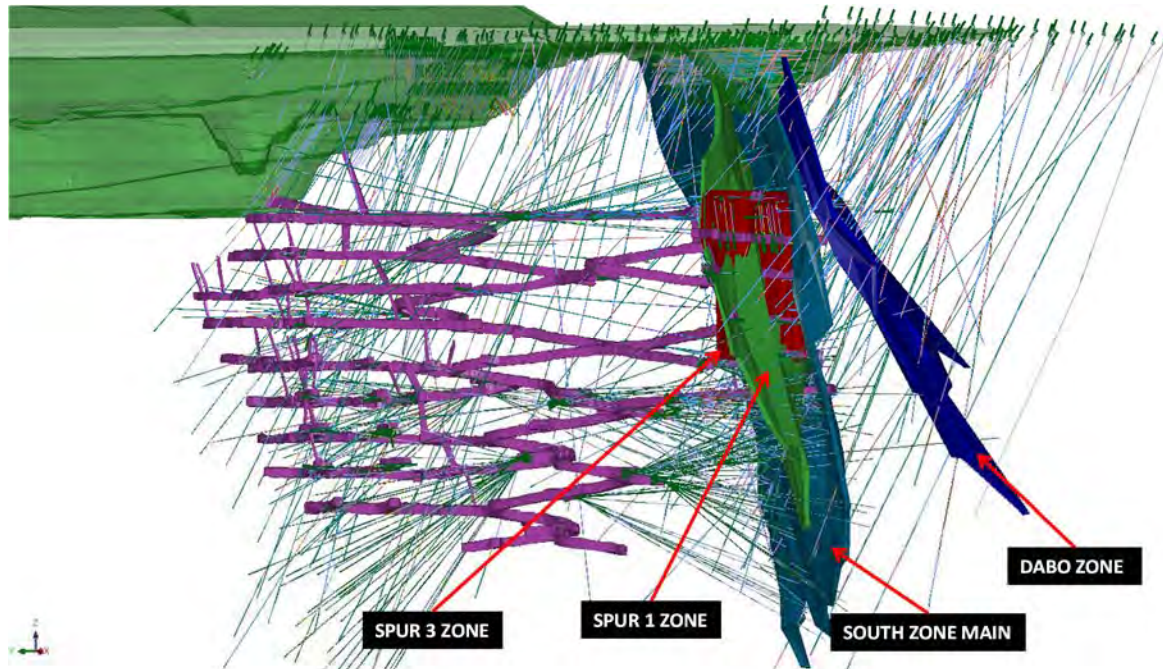 Z
Y
X
SPUR 3 ZONE
SPUR 1 ZONE
SOUTH ZONE MAIN
DABO ZONE